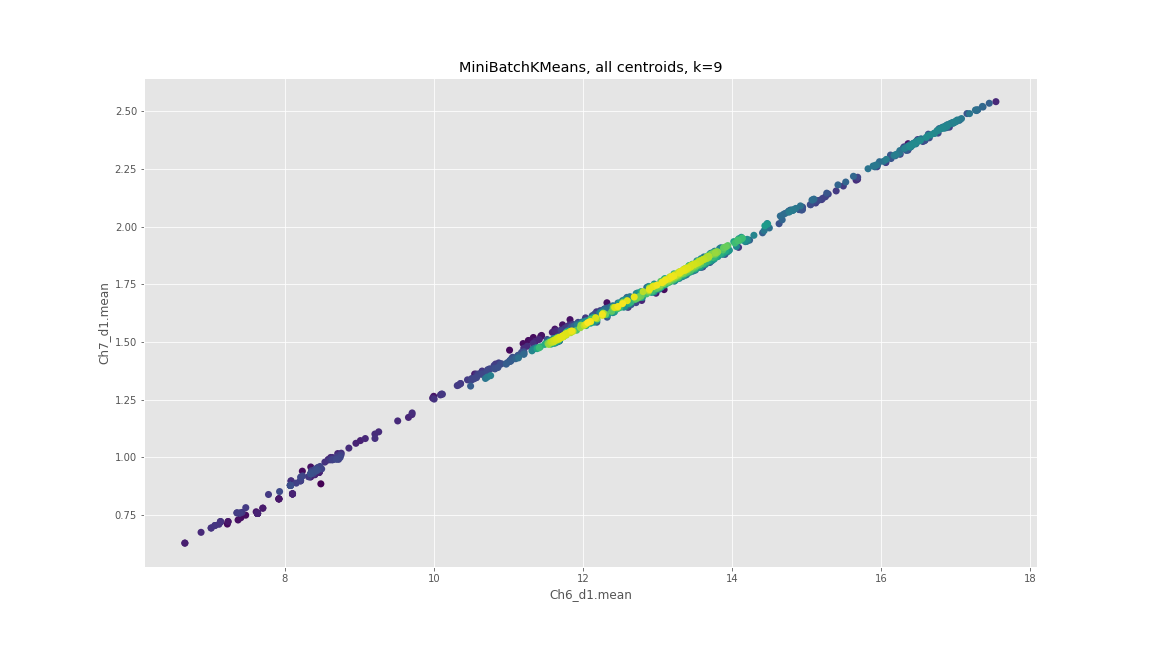 MiniBatchKMeans, all centroids, k=9
2.50
2.25
2.00
1.75
1.50
1.25
1.00
0.75
Ch7_d1.mean
8 10 12 14 16 18
Ch6_d1.mean